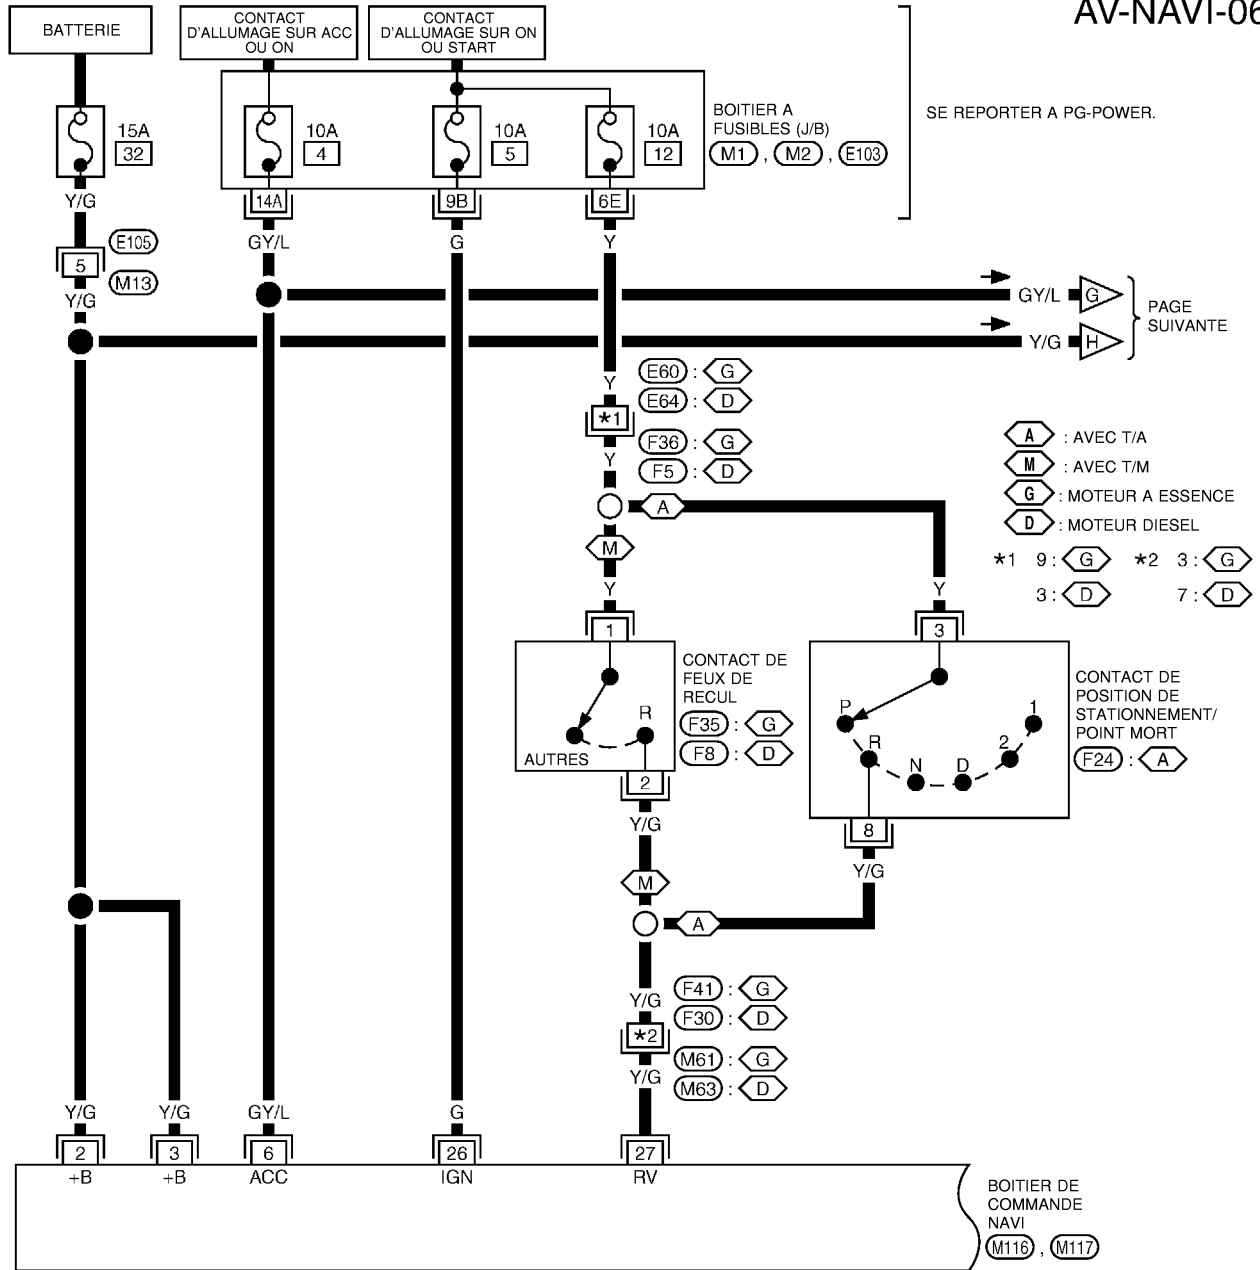 AV-NAVI-06
BATTERIE
CONTACT
D'ALLUMAGE SUR ACC
OU ON
CONTACT
D'ALLUMAGE SUR ON
OU START
15A
32
10A
4
10A
5
10A
12
BOITIER A
FUSIBLES (J/B)
M1 , M2 , E103
SE REPORTER A PG-POWER.
Y/G
14A
9B
6E
E105
5
M13
GY/L
G
Y
Y/G
GY/L
G
Y/G
H
PAGE
SUIVANTE
Y
E60 : G
E64 : D
*1
F36 : G
F5 : D
Y
A : AVEC T/A
M : AVEC T/M
G : MOTEUR A ESSENCE
D : MOTEUR DIESEL
*1 9 : G *2 3 : G
3 : D 7 : D
A
M
Y
Y
1
3
CONTACT DE
FEUX DE
RECUL
F35 : G
F8 : D
R
AUTRES
2
P
R
N
D
2
1
CONTACT DE
POSITION DE
STATIONNEMENT/
POINT MORT
F24 : A
8
Y/G
Y/G
M
A
F41 : G
F30 : D
Y/G
*2
M61 : G
M63 : D
Y/G
Y/G
Y/G
GY/L
G
2
3
6
26
27
+B
+B
ACC
IGN
RV
BOITIER DE
COMMANDE
NAVI
M116 , M117